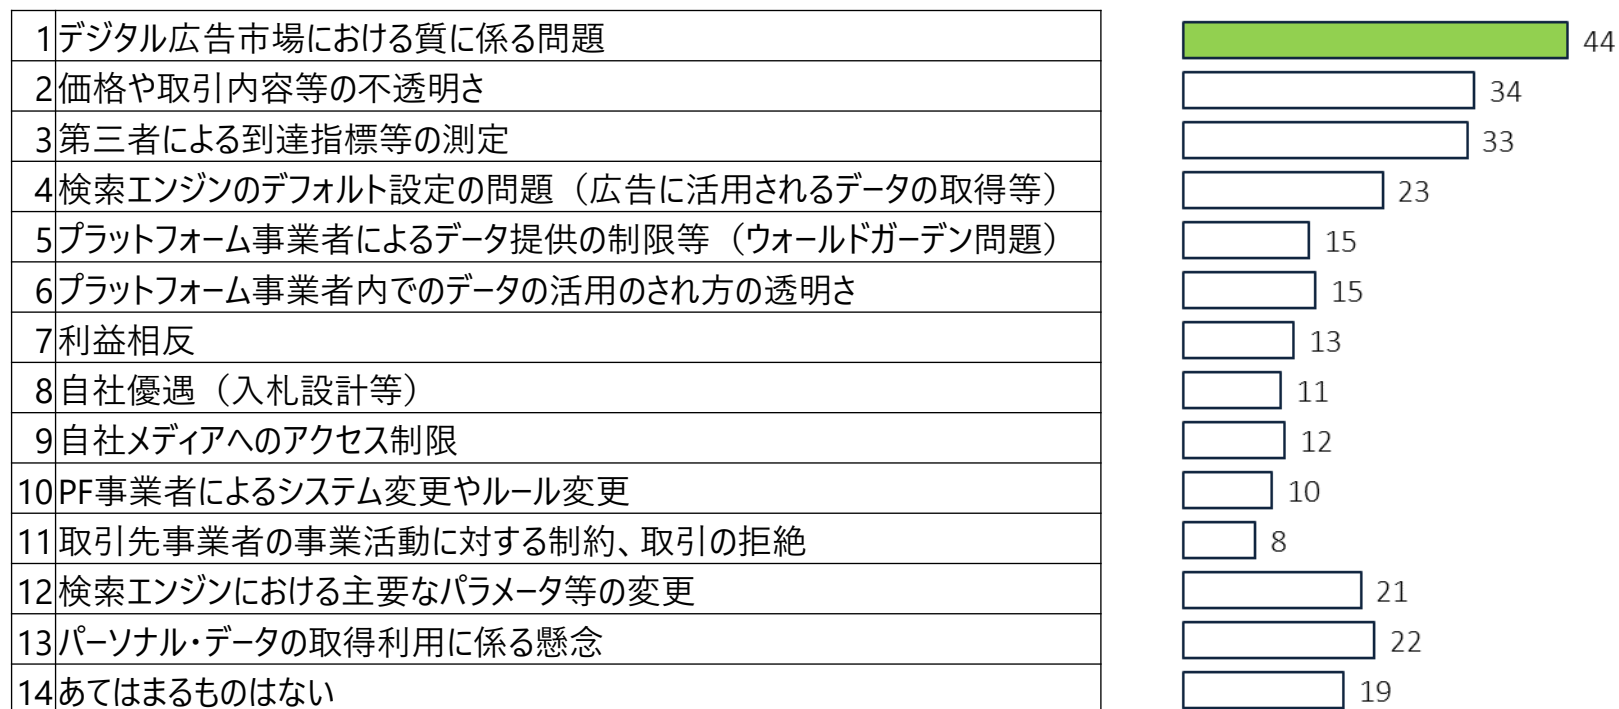 1 デジタル広告市場における質に係る問題 44
2 価格や取引内容等の不透明さ 34
3 第三者による到達指標等の測定 33
4 検索エンジンのデフォルト設定の問題（広告に活用されるデータの取得等） 23
5 プラットフォーム事業者によるデータ提供の制限等（ウォールドガーデン問題） 15
6 プラットフォーム事業者内でのデータの活用のされ方の透明さ 15
7 利益相反 13
8 自社優遇（入札設計等） 11
9 自社メディアへのアクセス制限 12
10 PF事業者によるシステム変更やルール変更 10
11 取引先事業者の事業活動に対する制約、取引の拒絶 8
12 検索エンジンにおける主要なパラメータ等の変更 21
13 パーソナル・データの取得利用に係る懸念 22
14 あてはまるものはない 19